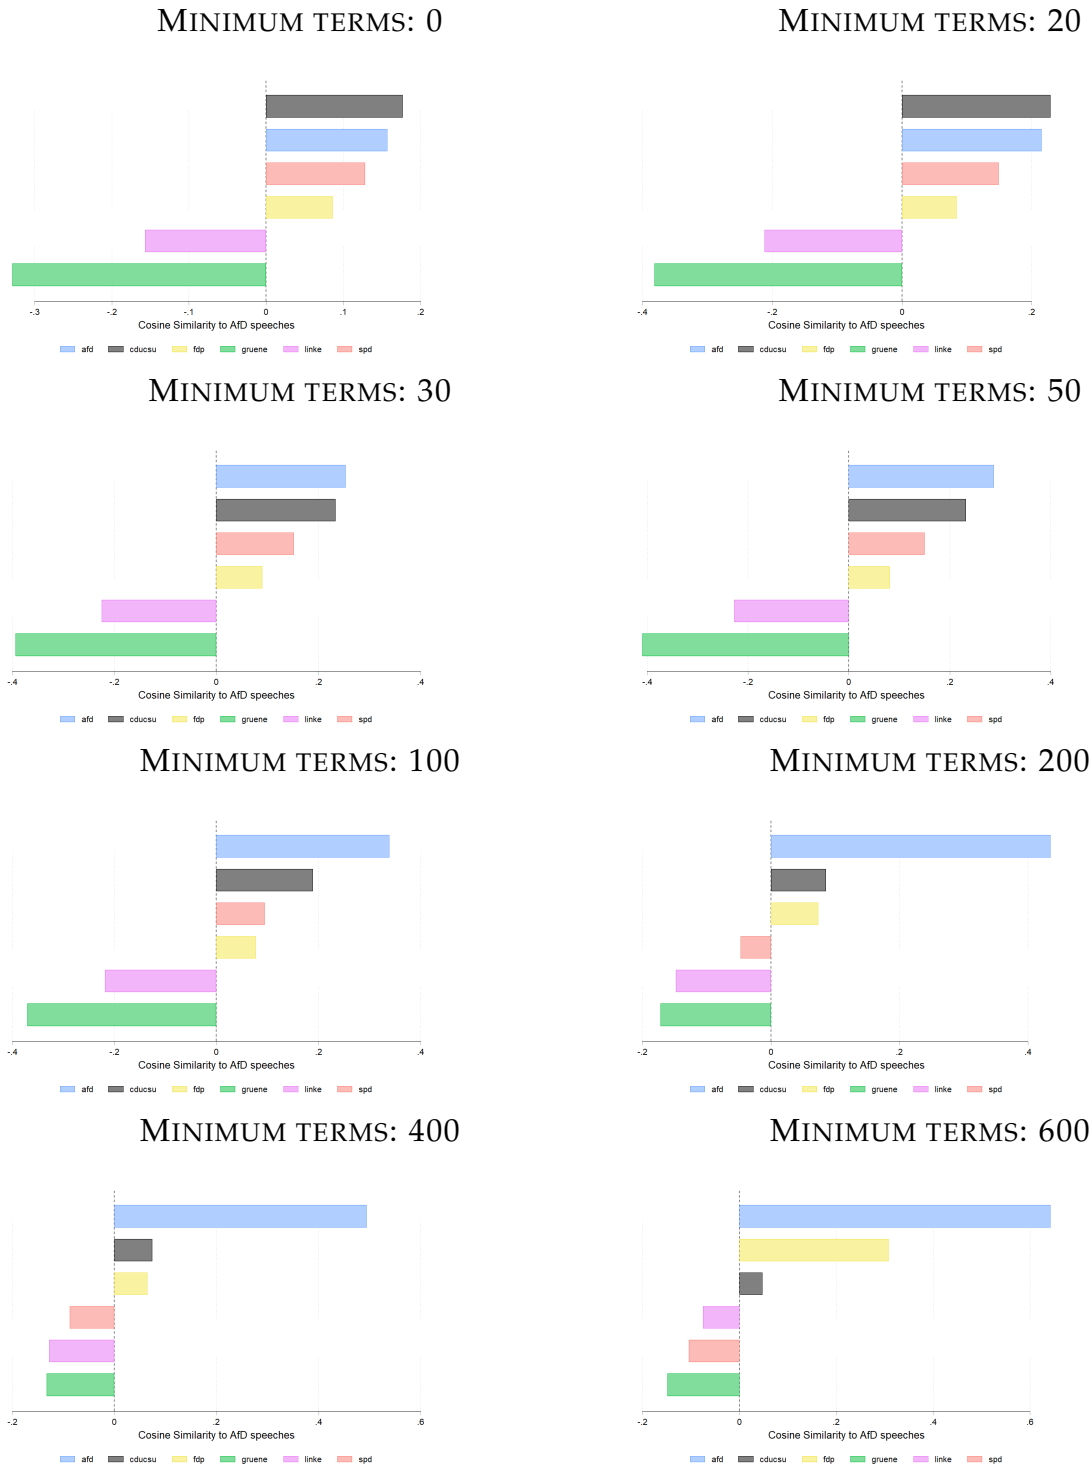 MINIMUM TERMS: 0
-.3 -.2 -.1 0 .1 .2
Cosine Similarity to AfD speeches
afd cducsu fdp gruene linke spd
MINIMUM TERMS: 20
-.4 -.2 0 .2
Cosine Similarity to AfD speeches
afd cducsu fdp gruene linke spd
MINIMUM TERMS: 30
-.4 -.2 0 .2 .4
Cosine Similarity to AfD speeches
afd cducsu fdp gruene linke spd
MINIMUM TERMS: 50
-.4 -.2 0 .2 .4
Cosine Similarity to AfD speeches
afd cducsu fdp gruene linke spd
MINIMUM TERMS: 100
-.4 -.2 0 .2 .4
Cosine Similarity to AfD speeches
afd cducsu fdp gruene linke spd
MINIMUM TERMS: 200
-.2 0 .2 .4
Cosine Similarity to AfD speeches
afd cducsu fdp gruene linke spd
MINIMUM TERMS: 400
-.2 0 .2 .4 .6
Cosine Similarity to AfD speeches
afd cducsu fdp gruene linke spd
MINIMUM TERMS: 600
-.2 0 .2 .4 .6
Cosine Similarity to AfD speeches
afd cducsu fdp gruene linke spd